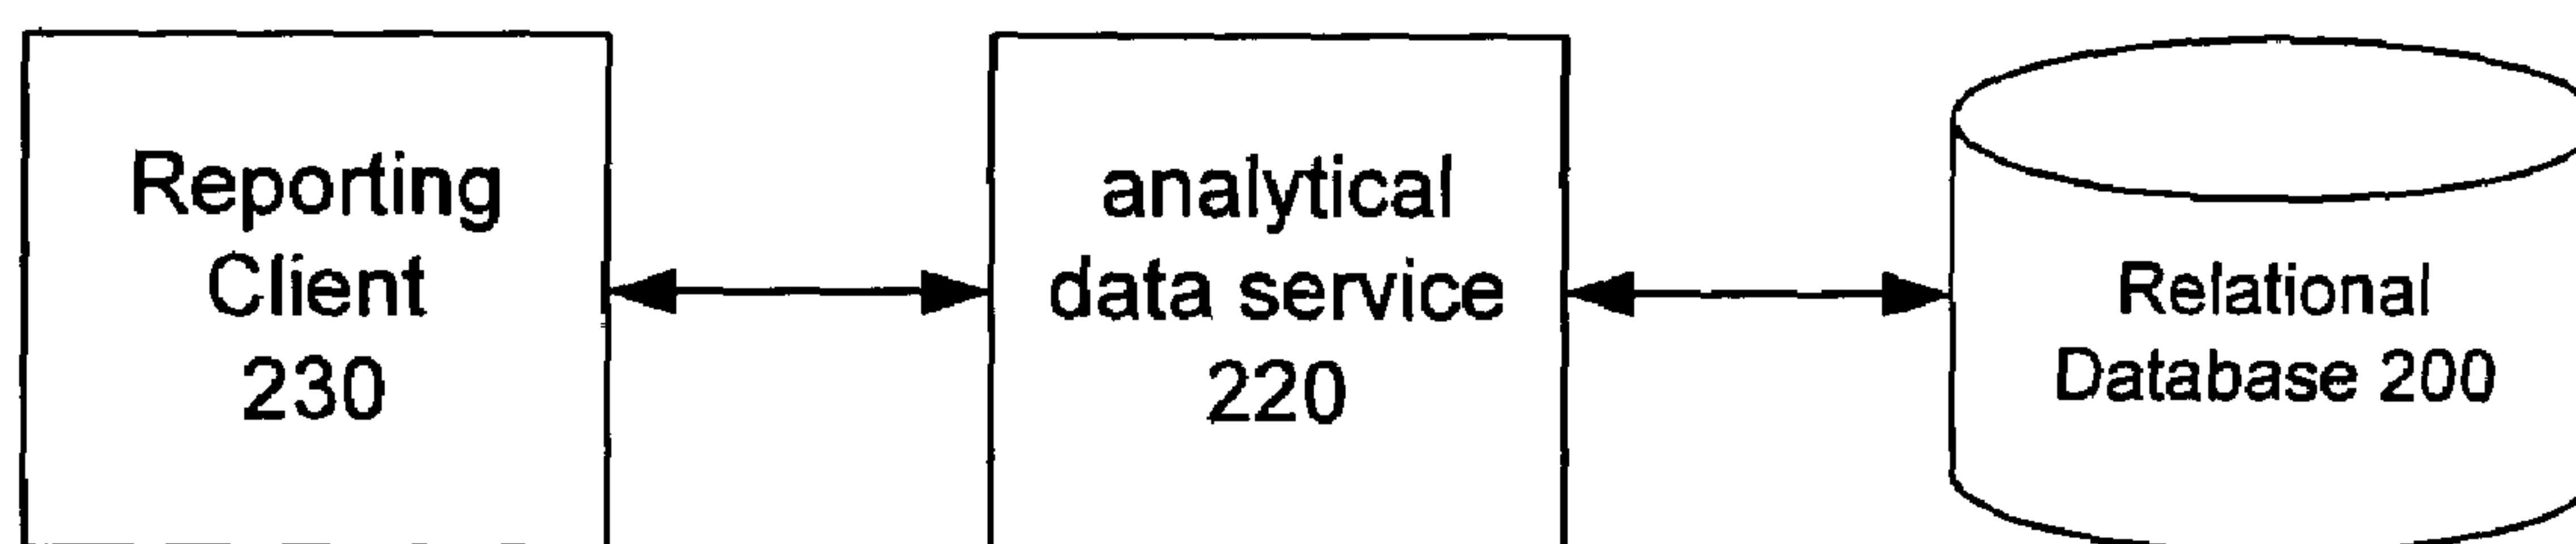 Reporting
Client
230
analytical
data service
220
Relational
Database 200